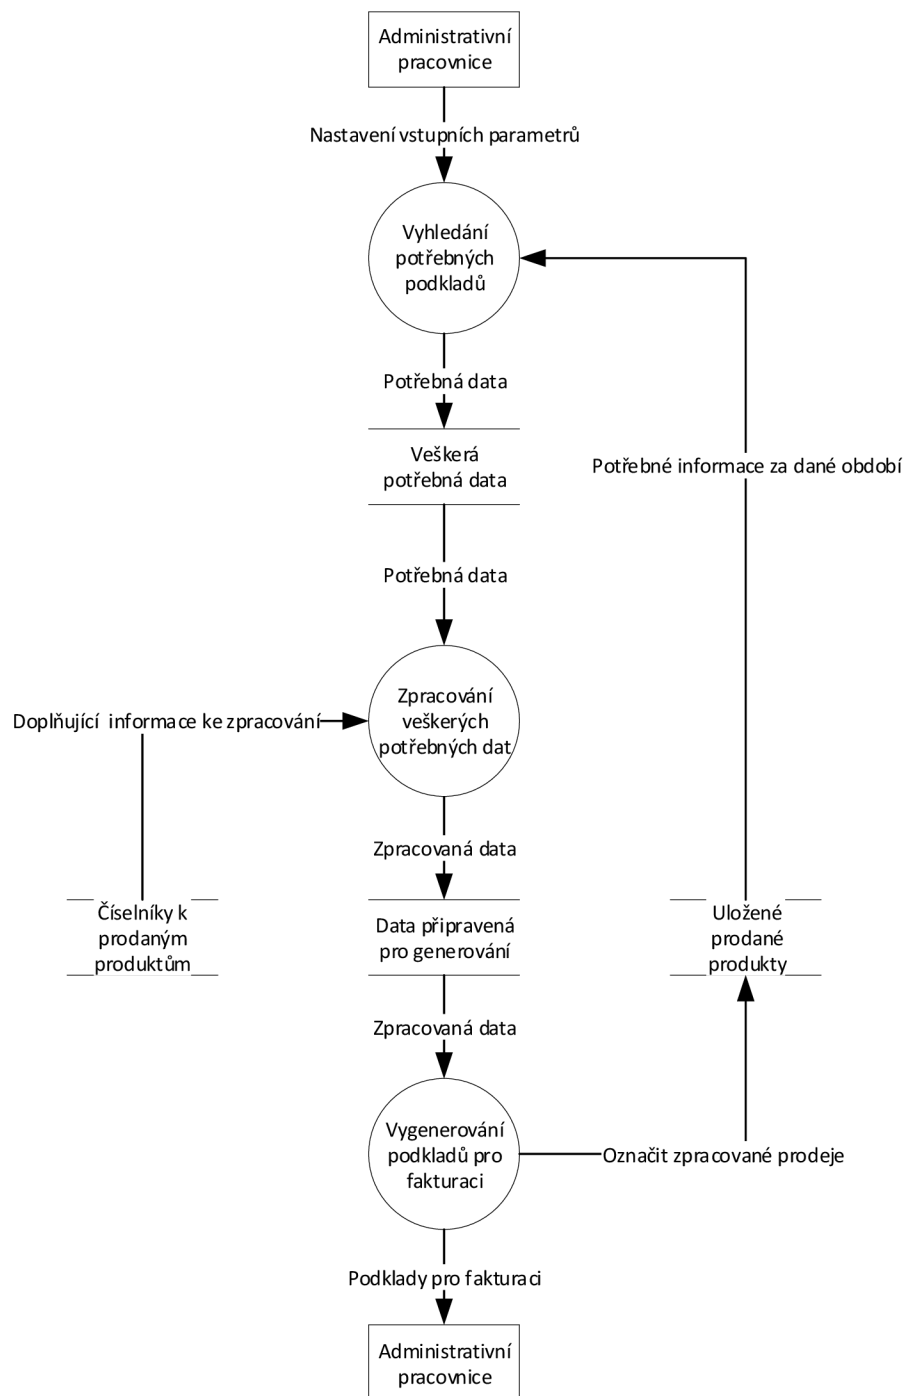 Administrativní
pracovnice
Nastavení vstupních parametrů
Vyhledání
potřebných
podkladů
Potřebná data
Veškerá
potřebná data
Potřebné informace za dané období
Potřebná data
Zpracování
veškerých
potřebných dat
Doplňující informace ke zpracování
Zpracovaná data
Číselníky k
prodaným
produktům
Data připravená
pro generování
Uložené
prodané
produkty
Zpracovaná data
Vygenerování
podkladů pro
fakturaci
Označit zpracované prodeje
Podklady pro fakturaci
Administrativní
pracovnice